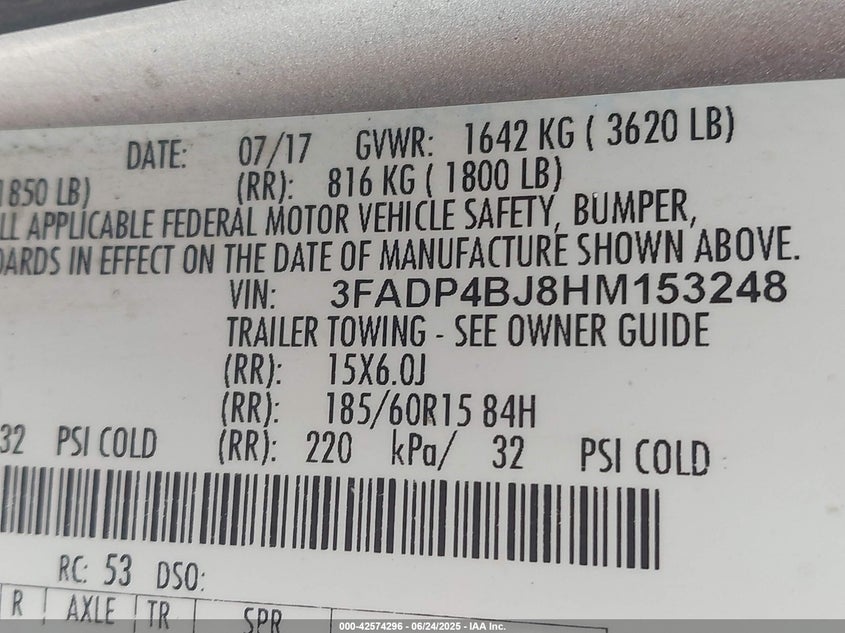 DATE: 07/17 GVWR: 1642 KG ( 3620 LB)
1850 LB) (RR): 816 KG ( 1800 LB)
ALL APPLICABLE FEDERAL MOTOR VEHICLE SAFETY, BUMPER,
DARDS IN EFFECT ON THE DATE OF MANUFACTURE SHOWN ABOVE.
VIN: 3FADP4BJ8HM153248
TRAILER TOWING - SEE OWNER GUIDE
(RR): 15X6.0J
(RR): 185/60R15 84H
32 PSI COLD (RR): 220 kPa/ 32 PSI COLD
RC: 53 DSO:
R AXLE TR SPR
000-42574296 - 06/24/2025 - IAA Inc.